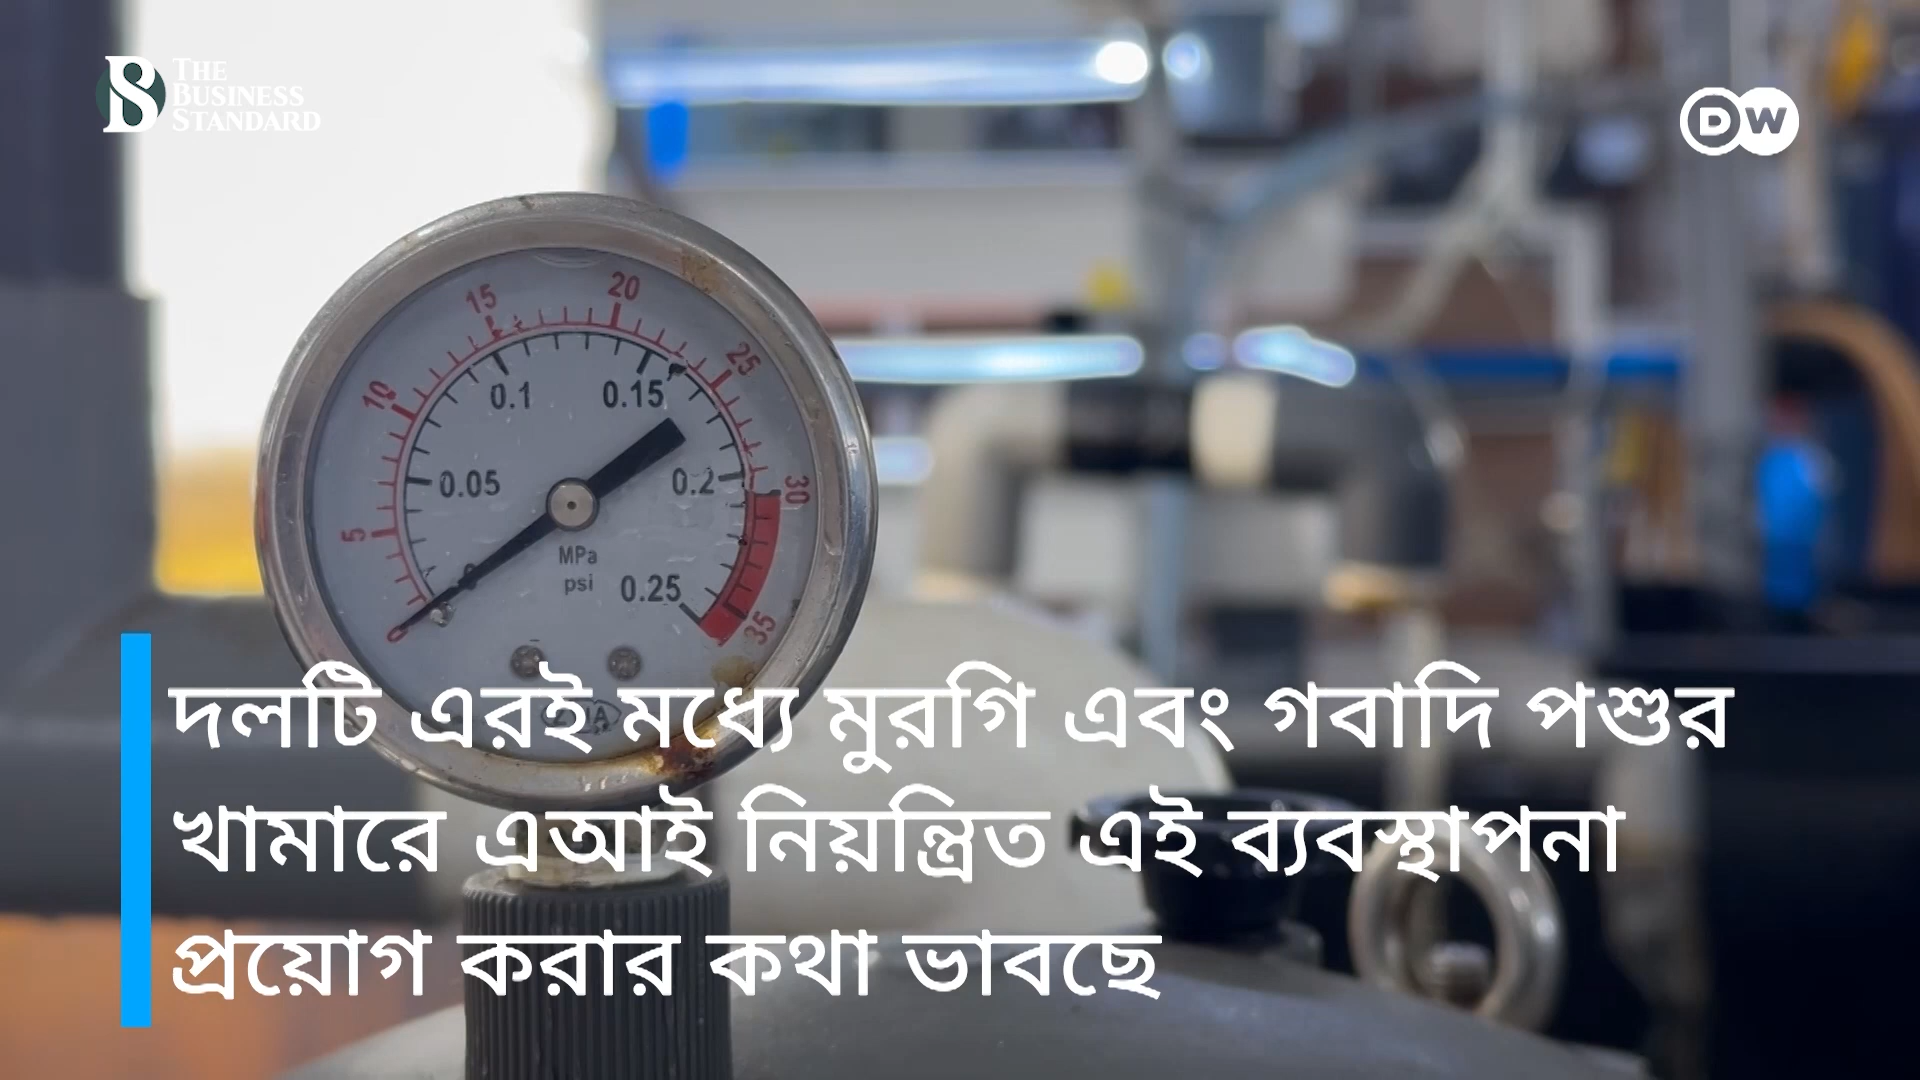 THE
BUSINESS
STANDARD
DW
0
5
10
15
20
25
30
35
0.05
0.1
0.15
0.2
0.25
MPa
psi
দলটি এরই মধ্যে মুরগি এবং গবাদি পশুর
খামারে এআই নিয়ন্ত্রিত এই ব্যবস্থাপনা
প্রয়োগ করার কথা ভাবছে